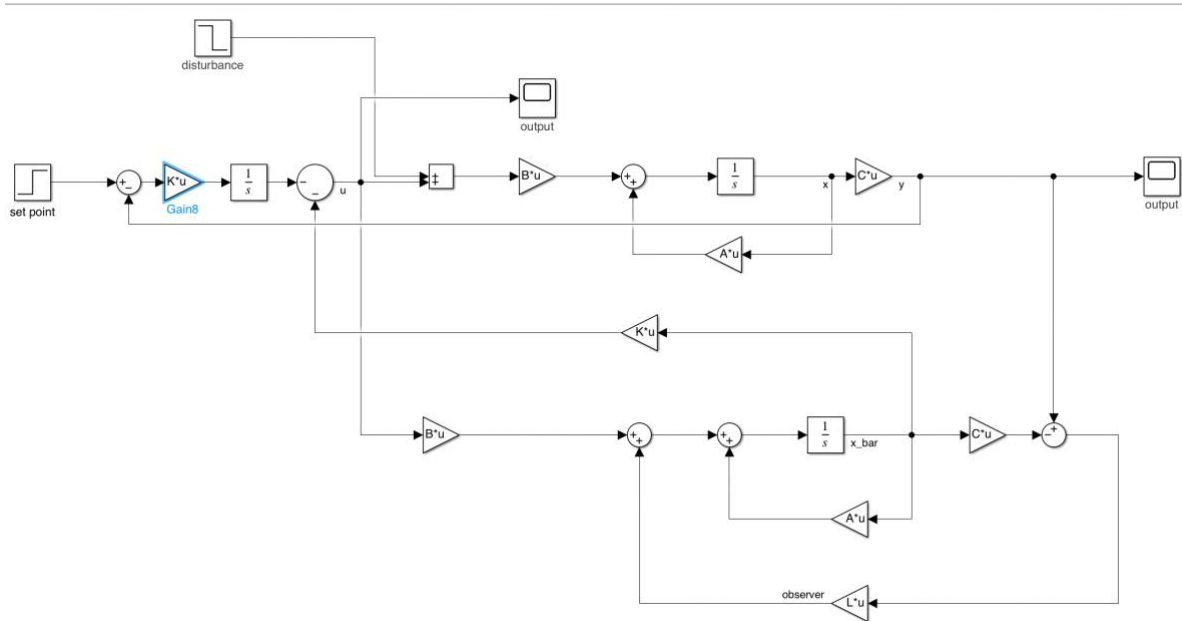 disturbance
output
set point
+
−
K*u
Gain8
1
s
−
−
u
+
+
B*u
+
+
1
s
x
C*u
y
output
A*u
K*u
B*u
+
+
+
+
1
s
x_bar
C*u
−
+
A*u
observer
L*u